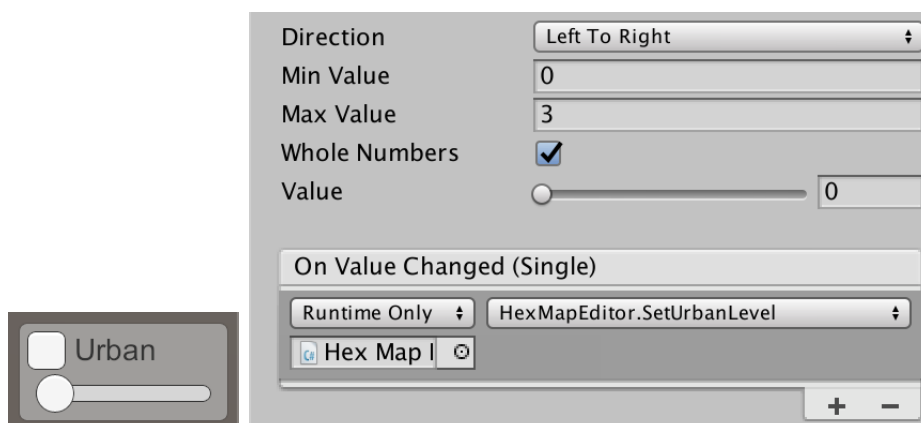 Urban
Direction Left To Right
Min Value 0
Max Value 3
Whole Numbers
Value 0
On Value Changed (Single)
Runtime Only HexMapEditor.SetUrbanLevel
C# Hex Map
+ −